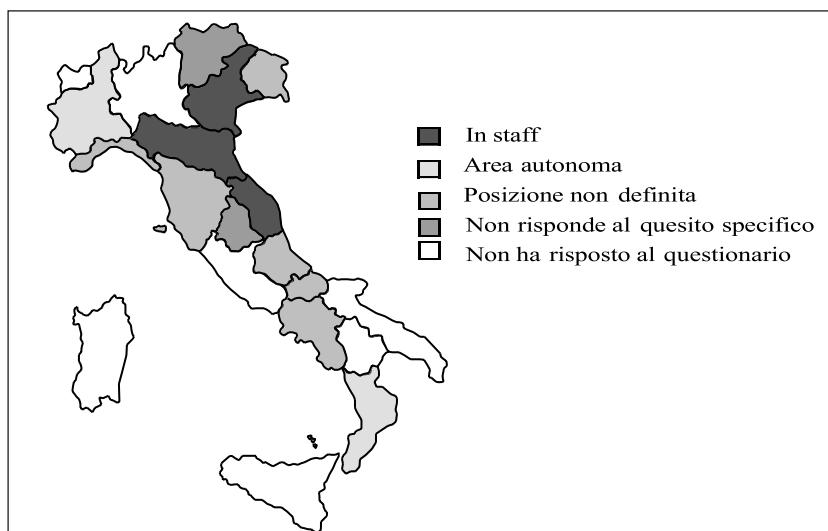 In staff
Area autonoma
Posizione non definita
Non risponde al quesito specifico
Non ha risposto al questionario